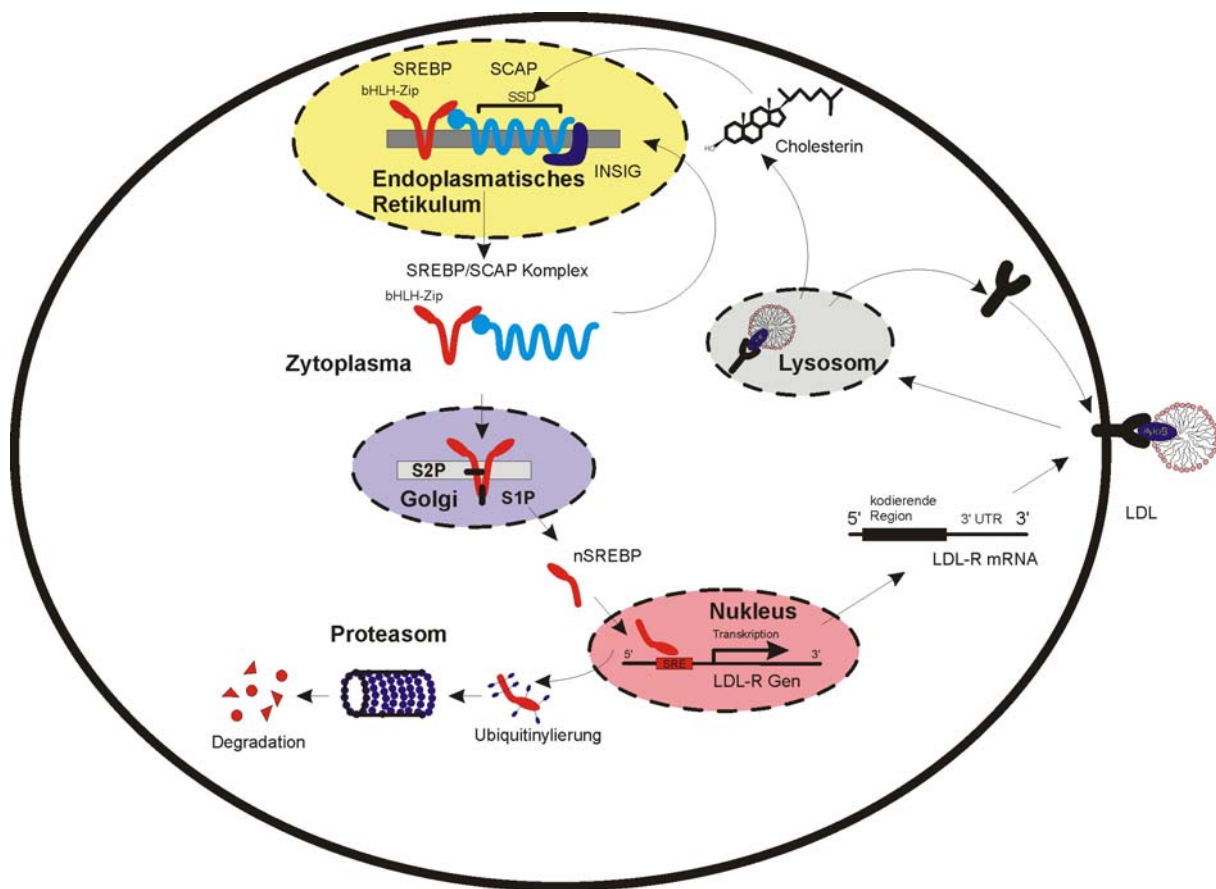 SREBP
SCAP
bHLH-Zip
SSD
INSIG
Endoplasmatisches
Retikulum
HO
Cholesterin
SREBP/SCAP Komplex
bHLH-Zip
Zytoplasma
Lysosom
S2P
Golgi
S1P
LDL
nSREBP
kodierende
Region
5'
3' UTR
3'
LDL-R mRNA
Nukleus
Transkription
5'
3'
SRE
LDL-R Gen
Proteasom
Degradation
Ubiquitinylierung